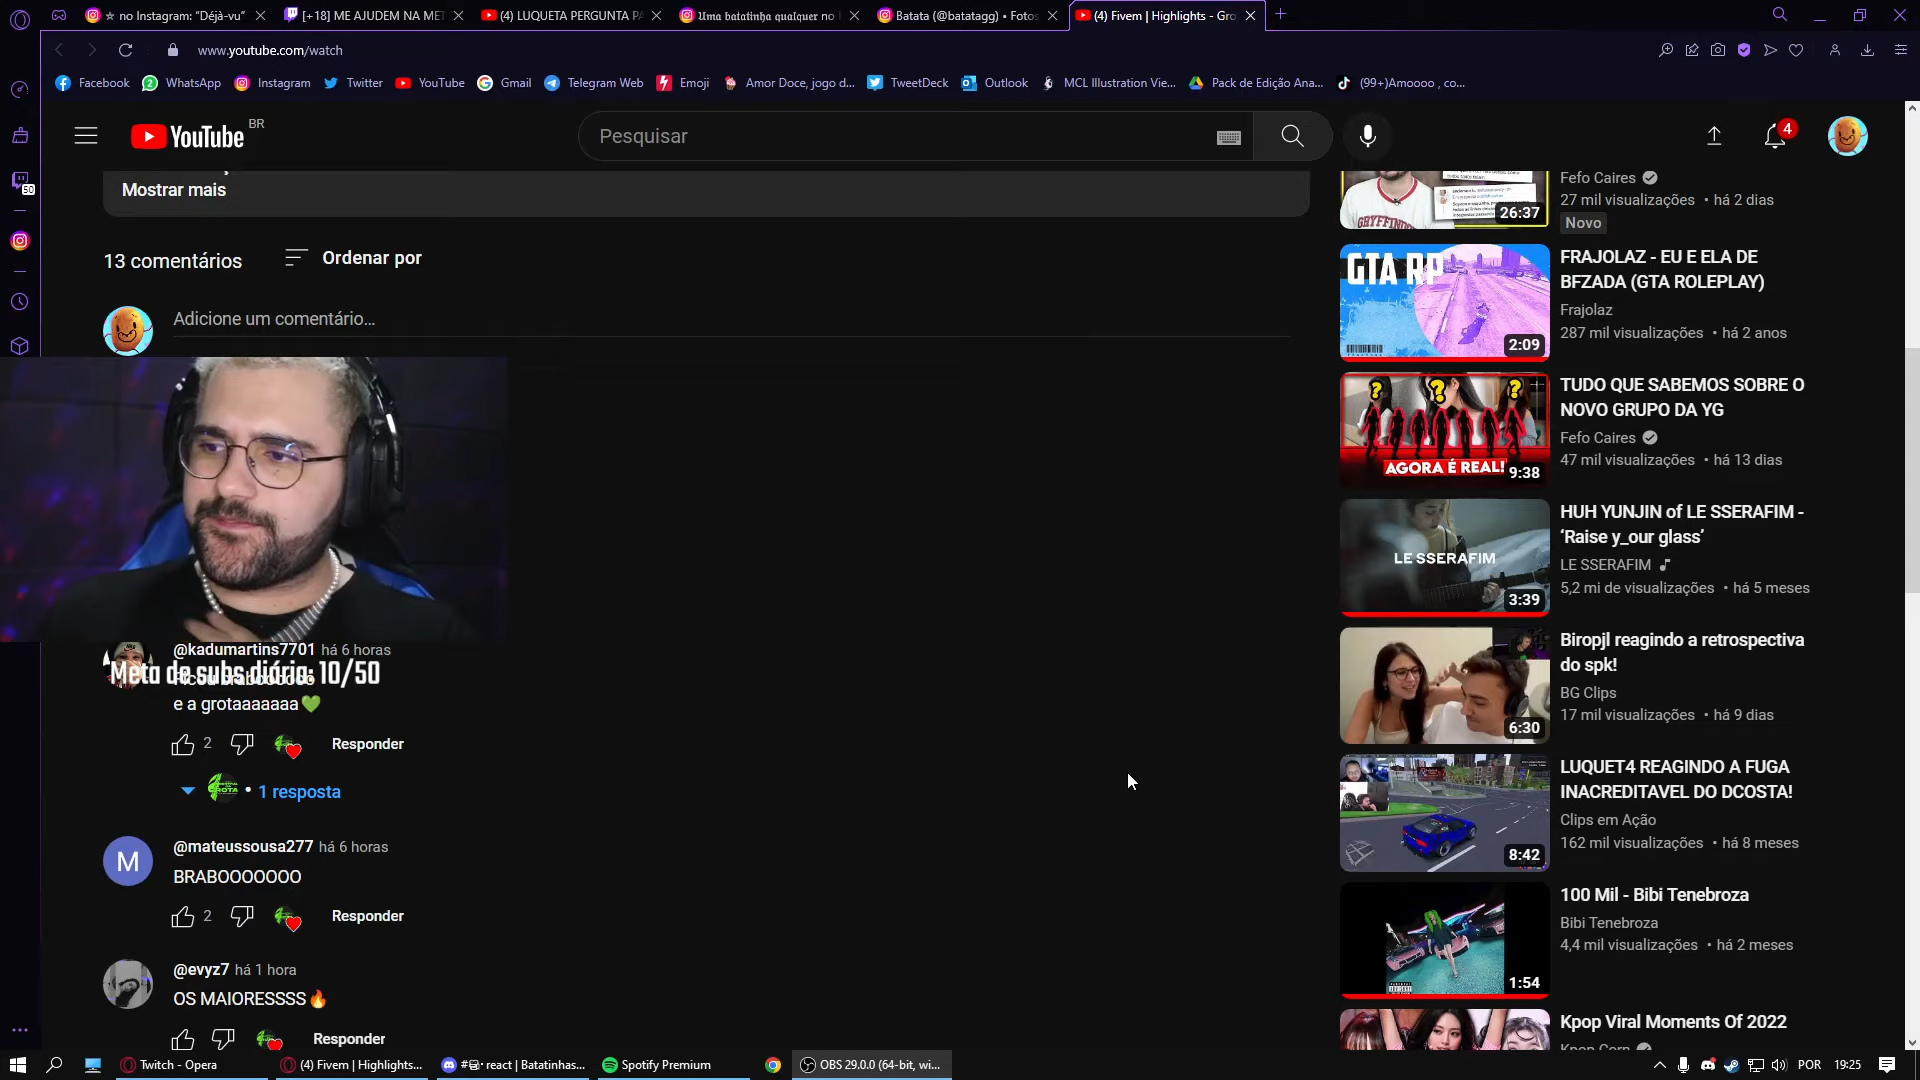 ☆ no Instagram: "Déjà-vu"
[+18] ME AJUDEM NA MET
(4) LUQUETA PERGUNTA PA
Uma batatinha qualquer no
Batata (@batatagg) • Fotos
(4) Fivem | Highlights - Gro
www.youtube.com/watch
Facebook
WhatsApp
Instagram
Twitter
YouTube
Gmail
Telegram Web
Emoji
Amor Doce, jogo d...
TweetDeck
Outlook
MCL Illustration Vie...
Pack de Edição Ana...
(99+)Amoooo , co...
YouTube
BR
Pesquisar
4
50
Mostrar mais
13 comentários
Ordenar por
Adicione um comentário...
@kadumartins7701 há 6 horas
Meta de subs diária: 10/50
e a grotaaaaaaa💚
2
Responder
• 1 resposta
M
@mateussousa277 há 6 horas
BRABOOOOOOO
2
Responder
@evyz7 há 1 hora
OS MAIORESSSS🔥
Responder
GRYFFINDO
26:37
Fefo Caires
27 mil visualizações • há 2 dias
Novo
GTA RP
2:09
FRAJOLAZ - EU E ELA DE
BFZADA (GTA ROLEPLAY)
Frajolaz
287 mil visualizações • há 2 anos
? ? ?
AGORA É REAL!
9:38
TUDO QUE SABEMOS SOBRE O
NOVO GRUPO DA YG
Fefo Caires
47 mil visualizações • há 13 dias
LE SSERAFIM
3:39
HUH YUNJIN of LE SSERAFIM -
‘Raise y_our glass’
LE SSERAFIM
5,2 mi de visualizações • há 5 meses
6:30
Biropjl reagindo a retrospectiva
do spk!
BG Clips
17 mil visualizações • há 9 dias
8:42
LUQUET4 REAGINDO A FUGA
INACREDITAVEL DO DCOSTA!
Clips em Ação
162 mil visualizações • há 8 meses
1:54
100 Mil - Bibi Tenebroza
Bibi Tenebroza
4,4 mil visualizações • há 2 meses
Kpop Viral Moments Of 2022
Kpop Corn
Twitch - Opera
(4) Fivem | Highlights...
react | Batatinhas...
Spotify Premium
OBS 29.0.0 (64-bit, wi...
POR
19:25